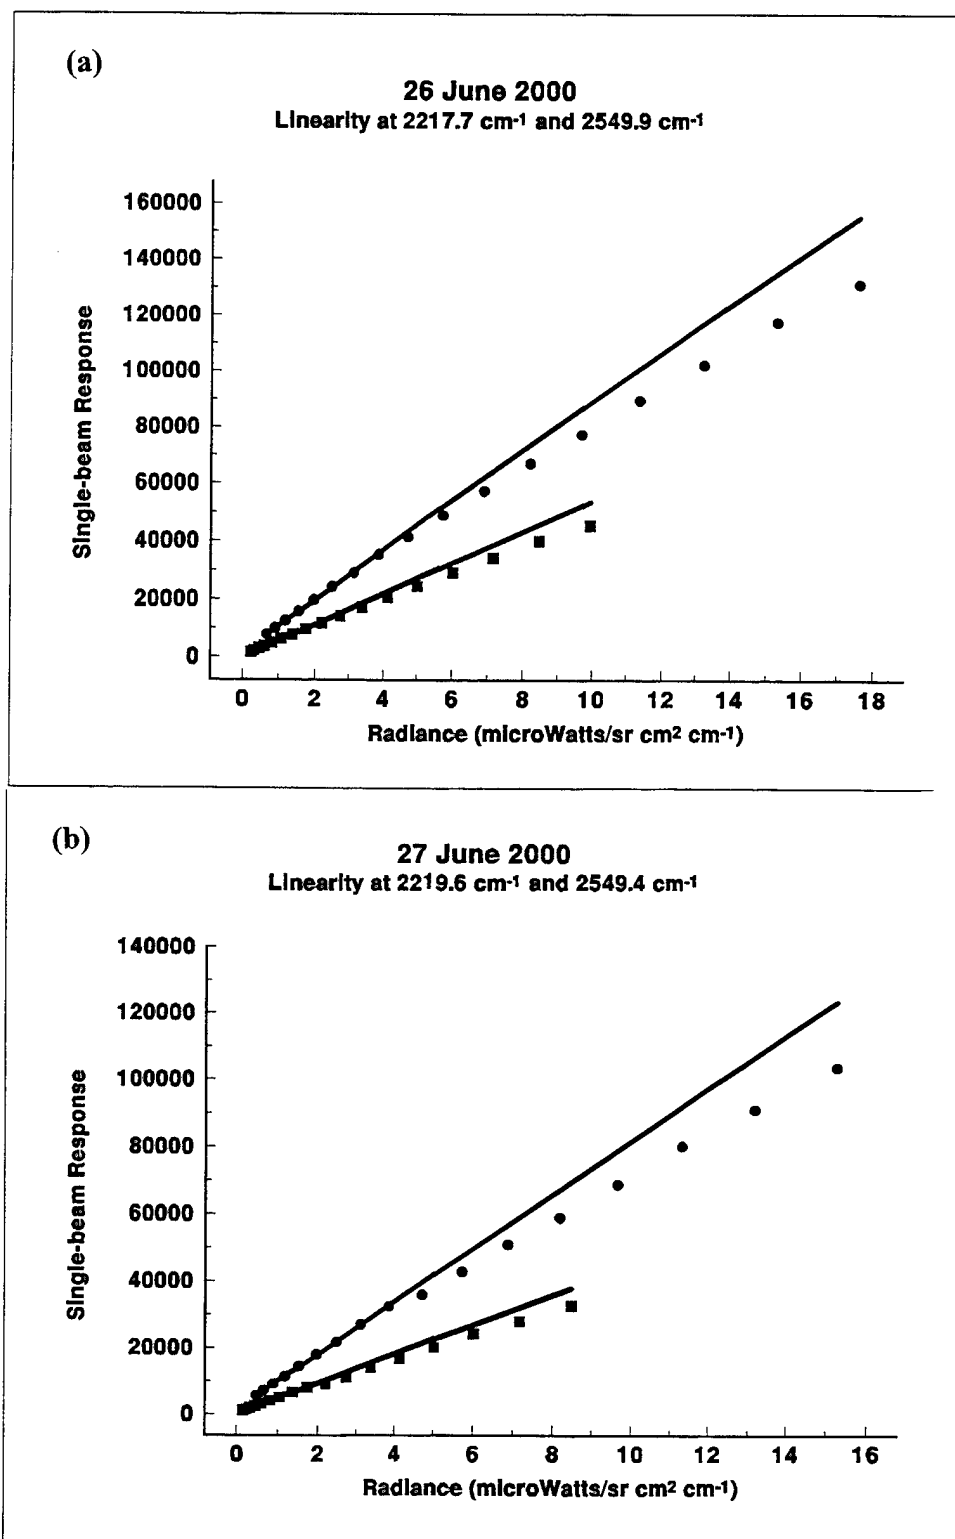 (a)
26 June 2000
Linearity at 2217.7 cm-1 and 2549.9 cm-1
160000
140000
120000
100000
80000
60000
40000
20000
0
Single-beam Response
0 2 4 6 8 10 12 14 16 18
Radiance (microWatts/sr cm2 cm-1)
(b)
27 June 2000
Linearity at 2219.6 cm-1 and 2549.4 cm-1
140000
120000
100000
80000
60000
40000
20000
0
Single-beam Response
0 2 4 6 8 10 12 14 16
Radiance (microWatts/sr cm2 cm-1)